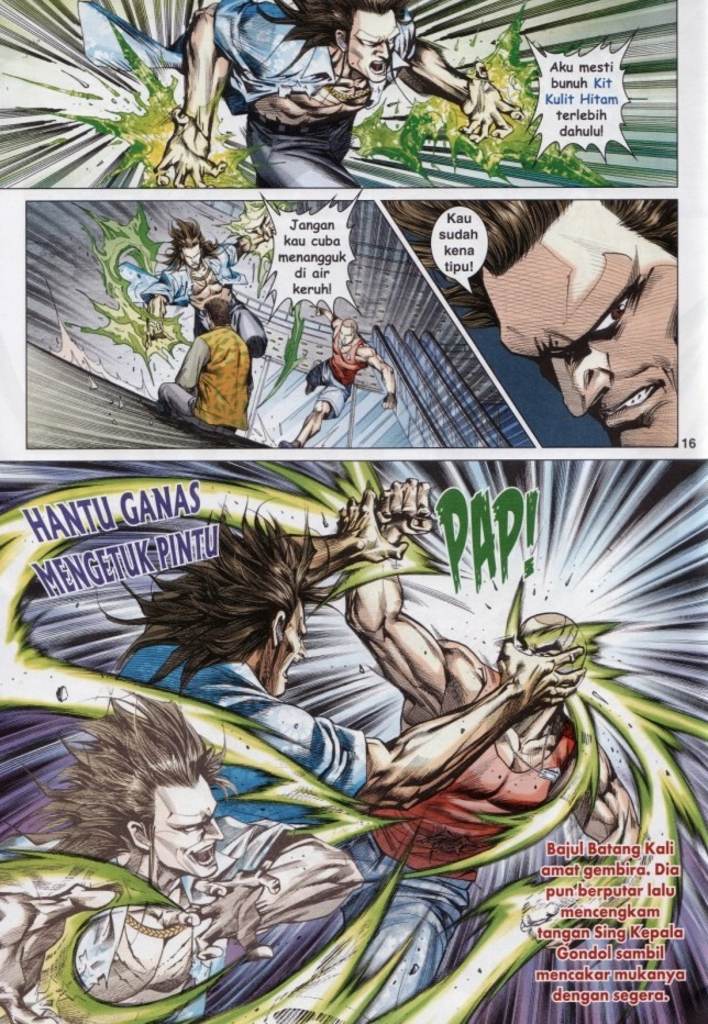 Aku mesti
bunuh Kit
Kulit Hitam
terlebih
dahulu!
Jangan
kau cuba
menangguk
di air
keruh!
Kau
sudah
kena
tipu!
16
HANTU GANAS
MENGETUK PINTU
PAP!
Bajul Batang Kali
amat gembira. Dia
pun berputar lalu
mencengkam
tangan Sing Kepala
Gondol sambil
mencakar mukanya
dengan segera.